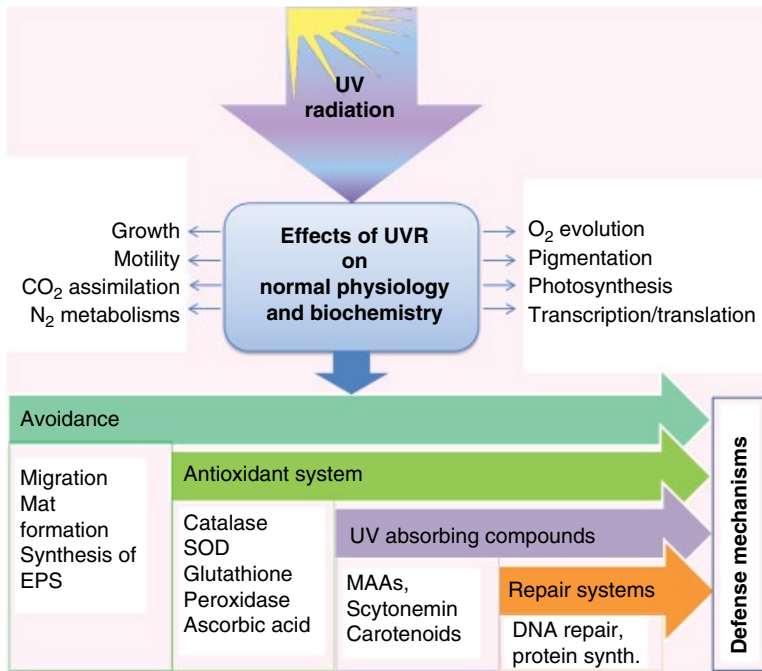 UV
radiation
Growth
Motility
CO₂ assimilation
N₂ metabolisms
Effects of UVR
on
normal physiology
and biochemistry
O₂ evolution
Pigmentation
Photosynthesis
Transcription/translation
Avoidance
Migration
Mat
formation
Synthesis of
EPS
Antioxidant system
Catalase
SOD
Glutathione
Peroxidase
Ascorbic acid
UV absorbing compounds
MAAs,
Scytonemin
Carotenoids
Repair systems
DNA repair,
protein synth.
Defense mechanisms